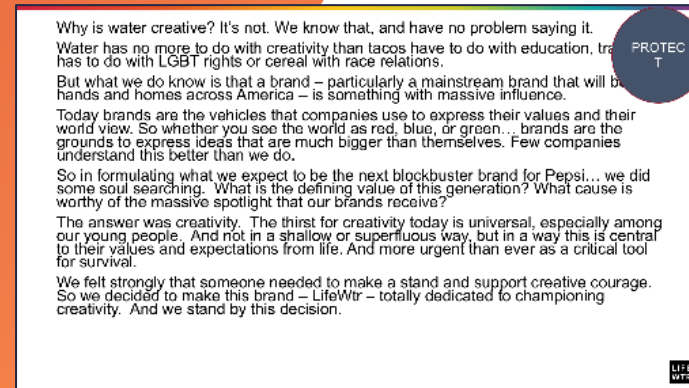 Why is water creative? It's not. We know that, and have no problem saying it.
Water has no more to do with creativity than tacos have to do with education,
has to do with LGBT rights or cereal with race relations.
But what we do know is that a brand – particularly a mainstream brand that will
hands and homes across America – is something with massive influence.
Today brands are the vehicles that companies use to express their values and their
world view. So whether you see the world as red, blue, or green… brands are the
grounds to express ideas that are much bigger than themselves. Few companies
understand this better than we do.
So in formulating what we expect to be the next blockbuster brand for Pepsi… we did
some soul searching.  What is the defining value of this generation? What cause is
worthy of the massive spotlight that our brands receive?
The answer was creativity.  The thirst for creativity today is universal, especially among
our young people.  And not in a shallow or superfluous way, but in a way this is central
to their values and expectations from life. And more urgent than ever as a critical tool
for survival.
We felt strongly that someone needed to make a stand and support creative courage.
So we decided to make this brand – LifeWtr – totally dedicated to championing
creativity.  And we stand by this decision.
PROTEC
T
LIFE
WTR